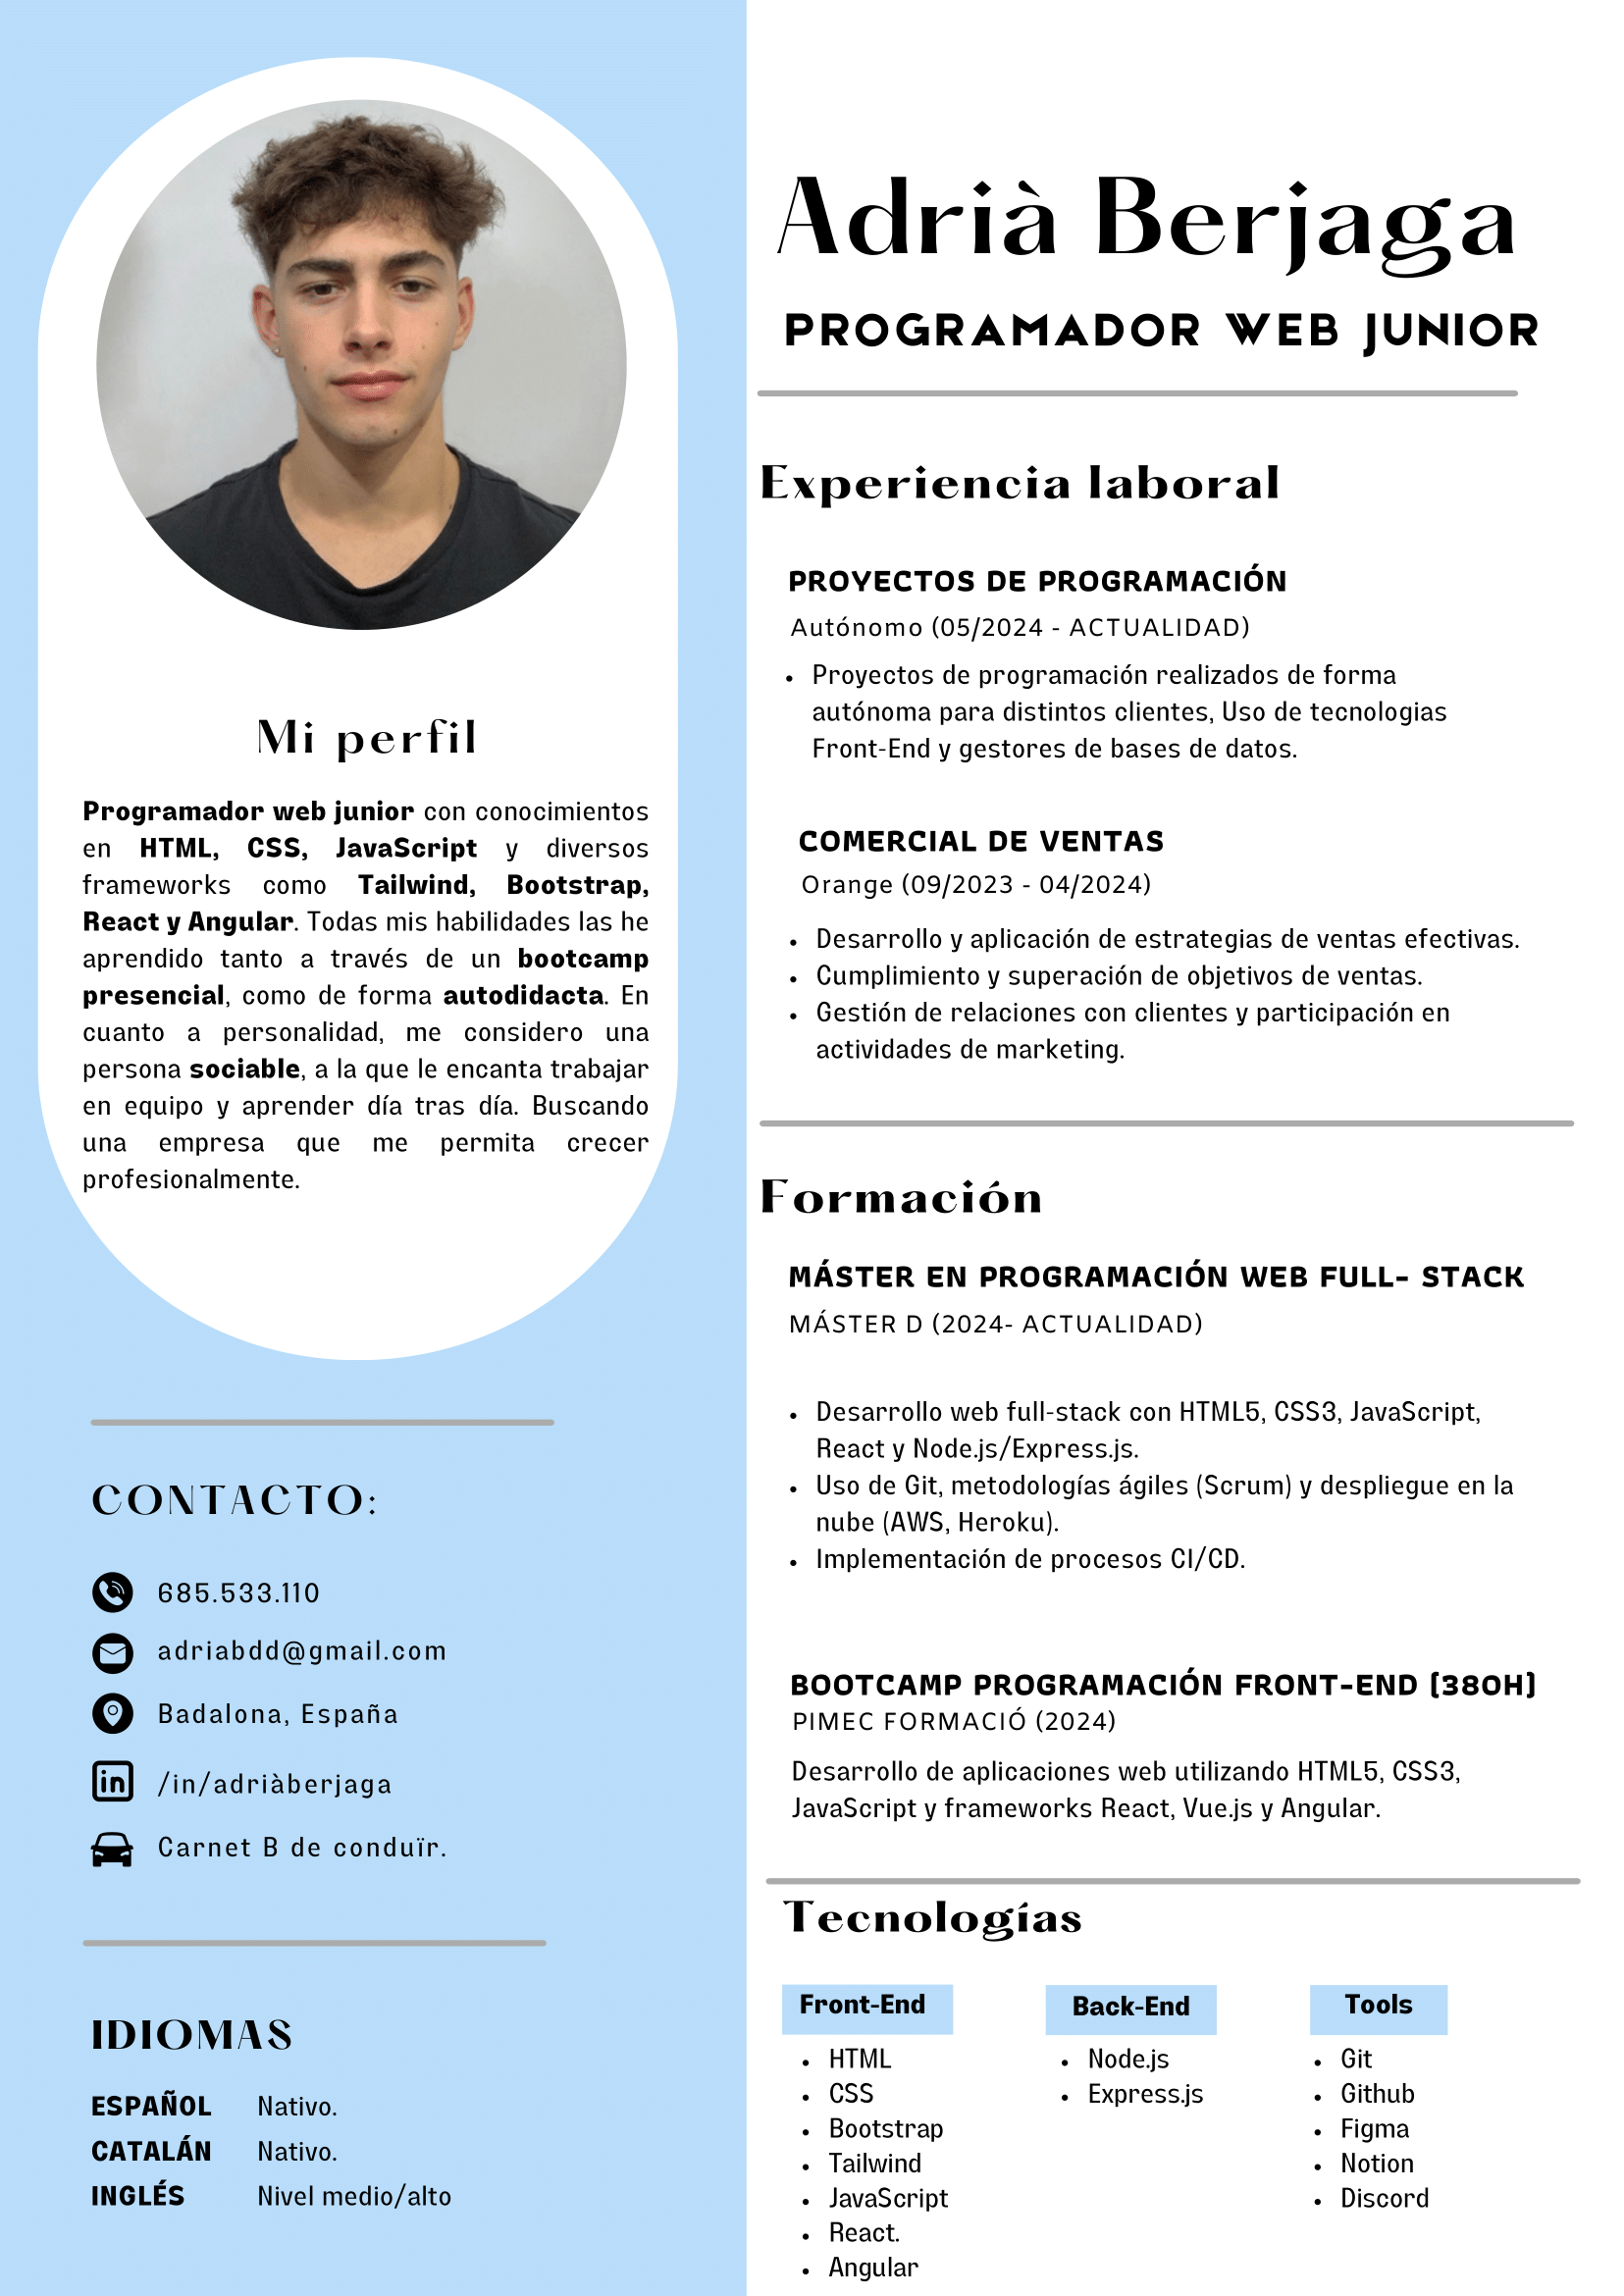 Adrià Berjaga
PROGRAMADOR WEB JUNIOR
Mi perfil
Programador web junior con conocimientos
en HTML, CSS, JavaScript y diversos
frameworks como Tailwind, Bootstrap,
React y Angular. Todas mis habilidades las he
aprendido tanto a través de un bootcamp
presencial, como de forma autodidacta. En
cuanto a personalidad, me considero una
persona sociable, a la que le encanta trabajar
en equipo y aprender día tras día. Buscando
una empresa que me permita crecer
profesionalmente.
CONTACTO:
685.533.110
adriabdd@gmail.com
Badalona, España
/in/adriàberjaga
Carnet B de conduïr.
IDIOMAS
ESPAÑOL Nativo.
CATALÁN Nativo.
INGLÉS Nivel medio/alto
Experiencia laboral
PROYECTOS DE PROGRAMACIÓN
Autónomo (05/2024 - ACTUALIDAD)
• Proyectos de programación realizados de forma
autónoma para distintos clientes, Uso de tecnologias
Front-End y gestores de bases de datos.
COMERCIAL DE VENTAS
Orange (09/2023 - 04/2024)
• Desarrollo y aplicación de estrategias de ventas efectivas.
• Cumplimiento y superación de objetivos de ventas.
• Gestión de relaciones con clientes y participación en
actividades de marketing.
Formación
MÁSTER EN PROGRAMACIÓN WEB FULL- STACK
MÁSTER D (2024- ACTUALIDAD)
• Desarrollo web full-stack con HTML5, CSS3, JavaScript,
React y Node.js/Express.js.
• Uso de Git, metodologías ágiles (Scrum) y despliegue en la
nube (AWS, Heroku).
• Implementación de procesos CI/CD.
BOOTCAMP PROGRAMACIÓN FRONT-END (380H)
PIMEC FORMACIÓ (2024)
Desarrollo de aplicaciones web utilizando HTML5, CSS3,
JavaScript y frameworks React, Vue.js y Angular.
Tecnologías
Front-End
• HTML
• CSS
• Bootstrap
• Tailwind
• JavaScript
• React.
• Angular
Back-End
• Node.js
• Express.js
Tools
• Git
• Github
• Figma
• Notion
• Discord